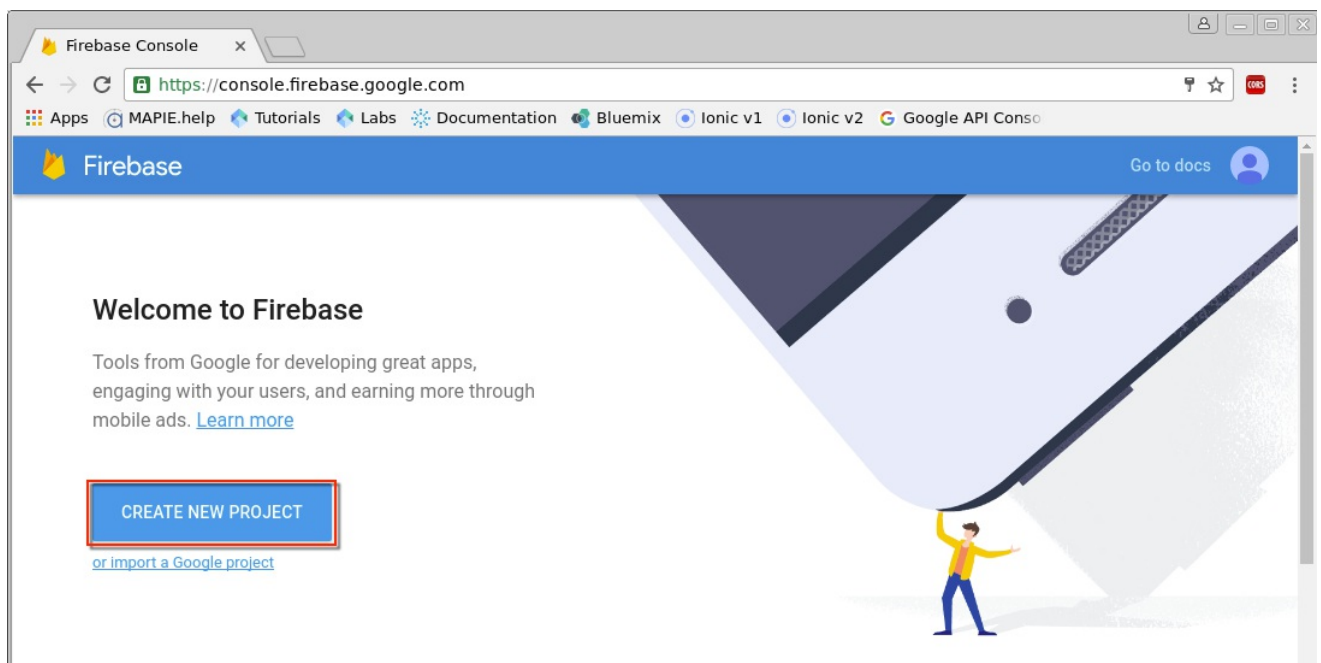 Firebase Console
https://console.firebase.google.com
CORS
Apps MAPIE.help Tutorials Labs Documentation Bluemix Ionic v1 Ionic v2 Google API Conso
Firebase
Go to docs
Welcome to Firebase
Tools from Google for developing great apps,
engaging with your users, and earning more through
mobile ads. Learn more
CREATE NEW PROJECT
or import a Google project